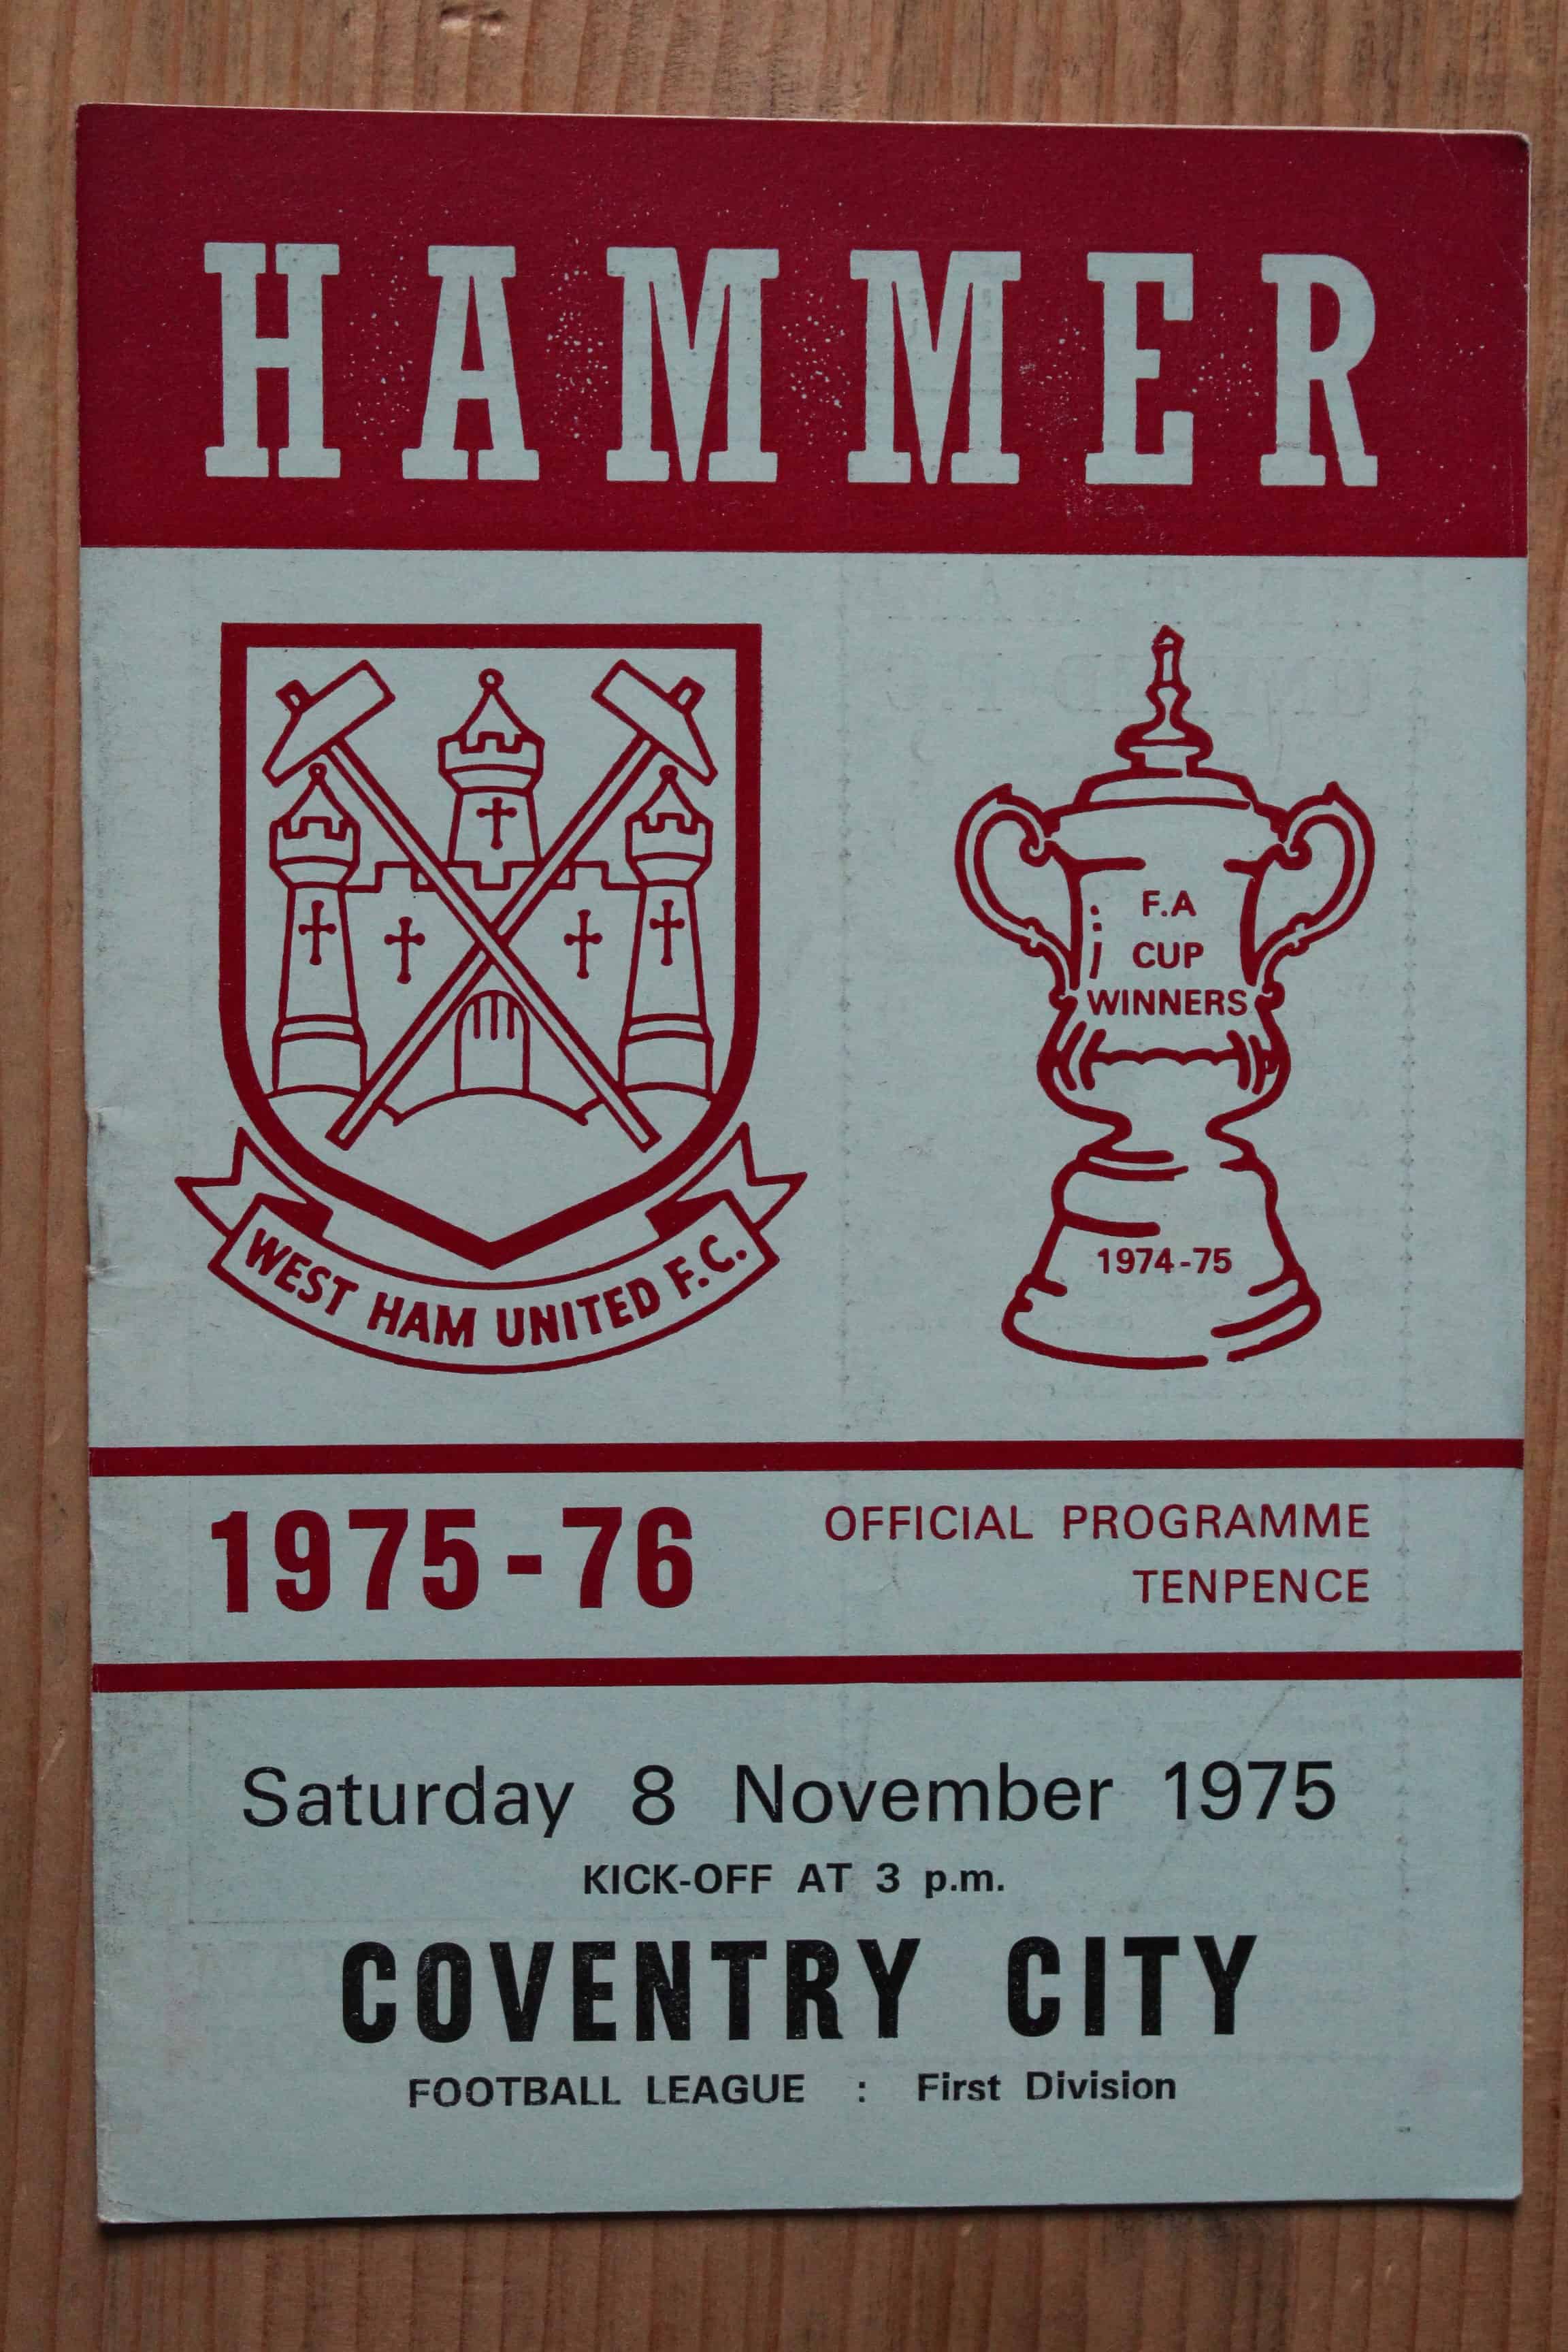 HAMMER
F.A
CUP
WINNERS
1974-75
WEST HAM UNITED F.C.
1975-76
OFFICIAL PROGRAMME
TENPENCE
Saturday 8 November 1975
KICK-OFF AT 3 p.m.
COVENTRY CITY
FOOTBALL LEAGUE : First Division